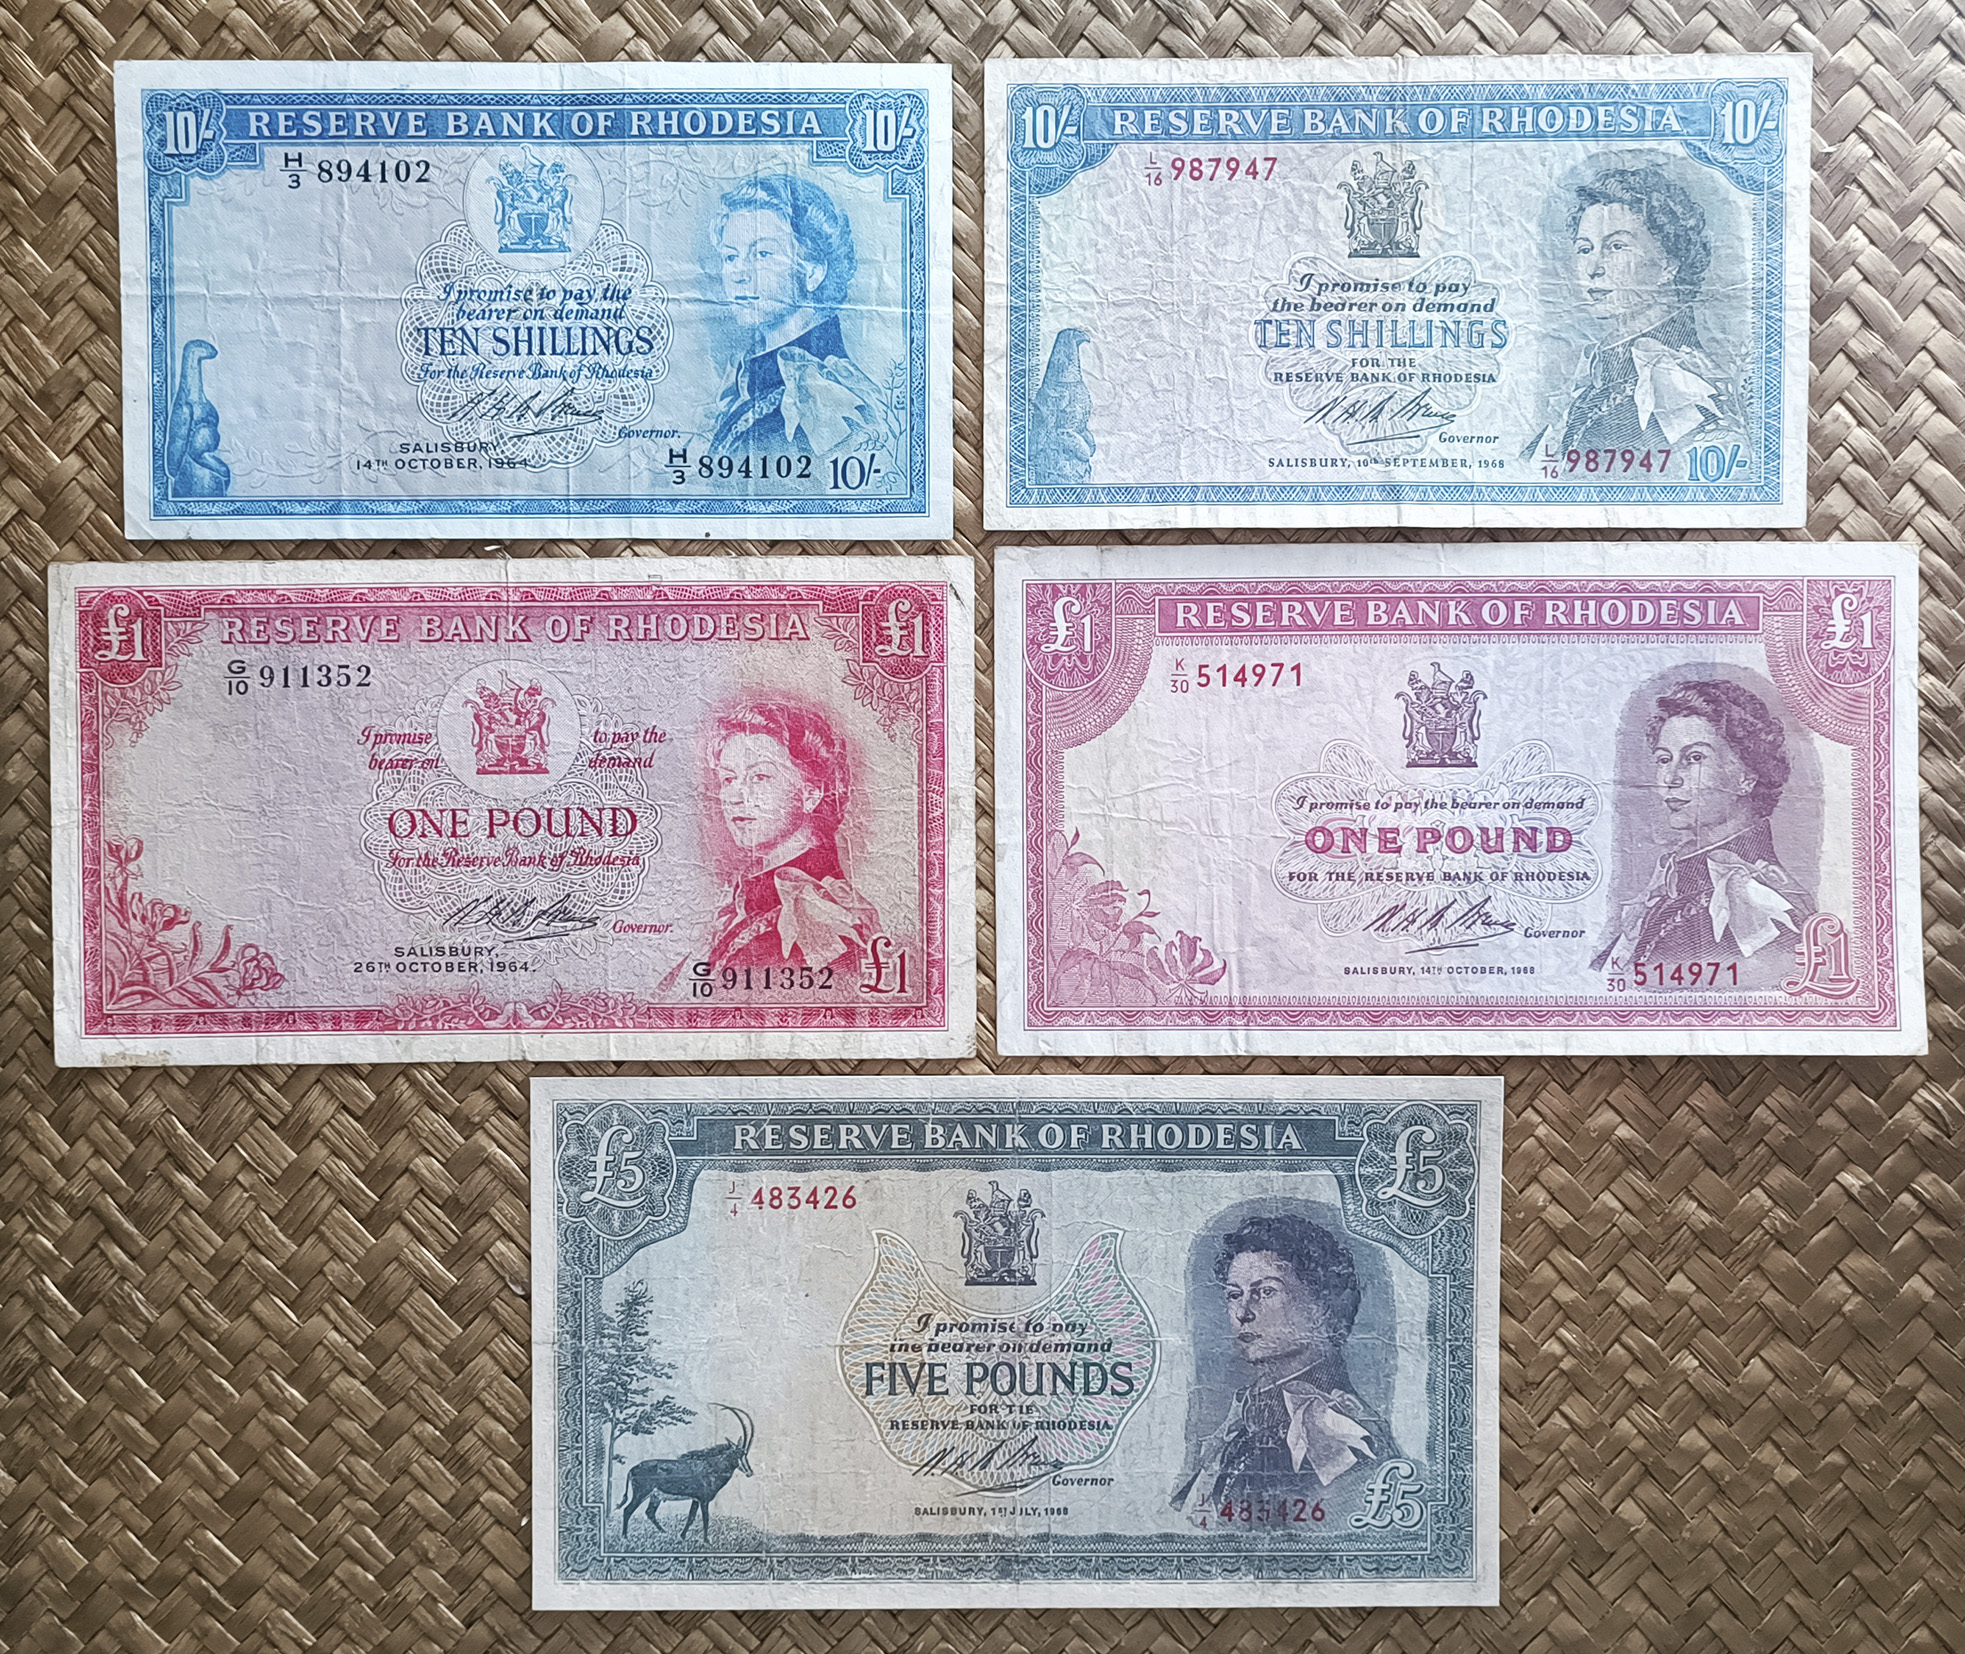 10/- RESERVE BANK OF RHODESIA 10/-
H/3 894102
I promise to pay the
bearer on demand
TEN SHILLINGS
For the Reserve Bank of Rhodesia
Governor.
SALISBURY,
14TH OCTOBER, 1964.
H/3 894102 10/-
10/- RESERVE BANK OF RHODESIA 10/-
L/16 987947
I promise to pay
the bearer on demand
TEN SHILLINGS
FOR THE
RESERVE BANK OF RHODESIA
Governor
SALISBURY, 10th SEPTEMBER, 1968
L/16 987947 10/-
£1 RESERVE BANK OF RHODESIA £1
G/10 911352
I promise to pay the
bearer on demand
ONE POUND
For the Reserve Bank of Rhodesia
Governor.
SALISBURY,
26TH OCTOBER, 1964.
G/10 911352 £1
£1 RESERVE BANK OF RHODESIA £1
K/30 514971
I promise to pay the bearer on demand
ONE POUND
FOR THE RESERVE BANK OF RHODESIA
Governor
SALISBURY, 14TH OCTOBER, 1968
K/30 514971 £1
£5 RESERVE BANK OF RHODESIA £5
J/4 483426
I promise to pay
the bearer on demand
FIVE POUNDS
FOR THE
RESERVE BANK OF RHODESIA
Governor
SALISBURY, 1ST JULY, 1968
J/4 483426 £5